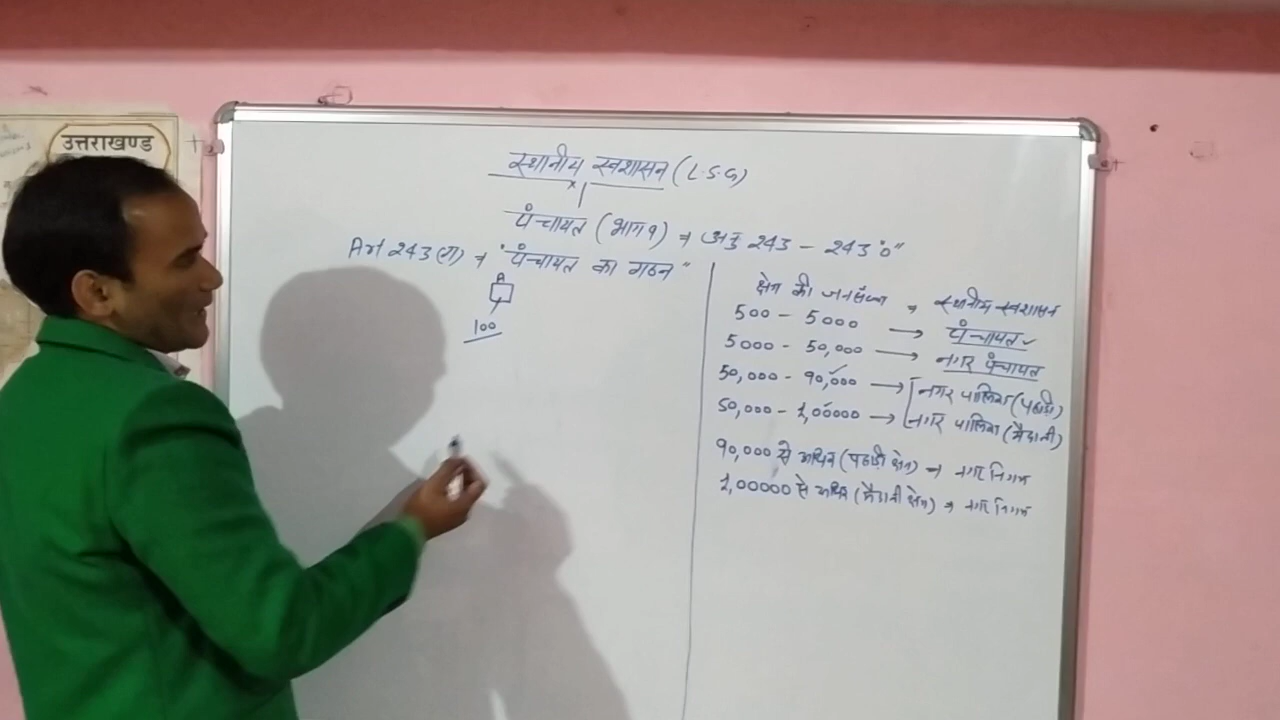 उत्तराखण्ड
स्थानीय स्वशासन (L.S.G)
पंचायत (भाग 9) → अनु 243 - 243 "०"
Art 243(ग) → "पंचायत का गठन"
A
100
क्षेत्र की जनसंख्या → स्थानीय स्वशासन
500 - 5000 → पंचायत ✓
5000 - 50,000 → नगर पंचायत
50,000 - 90,000 → नगर पालिका (पहाड़ी)
50,000 - 1,00000 → नगर पालिका (मैदानी)
90,000 से अधिक (पहाड़ी क्षेत्र) → नगर निगम
1,00000 से अधिक (मैदानी क्षेत्र) → नगर निगम